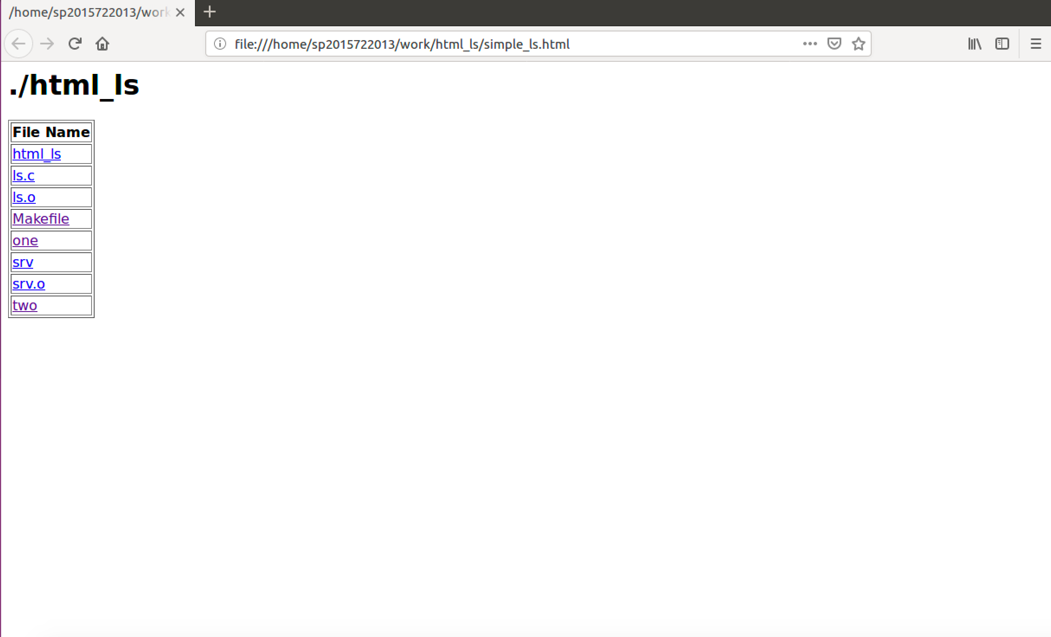 /home/sp2015722013/work
file:///home/sp2015722013/work/html_ls/simple_ls.html
./html_ls
File Name
html_ls
ls.c
ls.o
Makefile
one
srv
srv.o
two